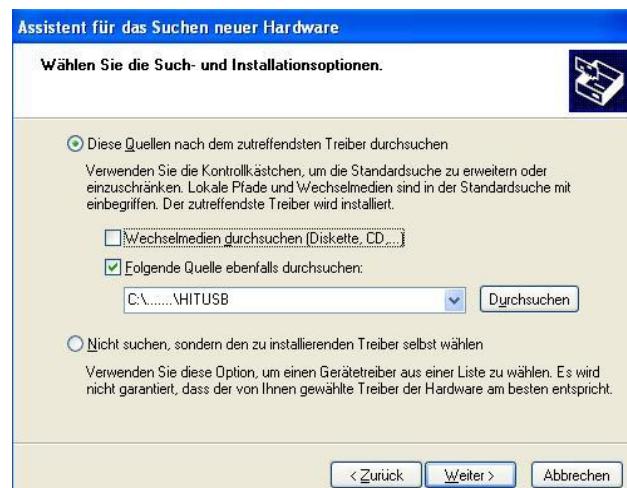 Assistent für das Suchen neuer Hardware
Wählen Sie die Such- und Installationsoptionen.
Diese Quellen nach dem zutreffendsten Treiber durchsuchen
Verwenden Sie die Kontrollkästchen, um die Standardsuche zu erweitern oder
einzuschränken. Lokale Pfade und Wechselmedien sind in der Standardsuche mit
einbegriffen. Der zutreffendste Treiber wird installiert.
Wechselmedien durchsuchen (Diskette, CD,...)
Folgende Quelle ebenfalls durchsuchen:
C:\.......\HITUSB
Durchsuchen
Nicht suchen, sondern den zu installierenden Treiber selbst wählen
Verwenden Sie diese Option, um einen Gerätetreiber aus einer Liste zu wählen. Es wird
nicht garantiert, dass der von Ihnen gewählte Treiber der Hardware am besten entspricht.
< Zurück Weiter > Abbrechen